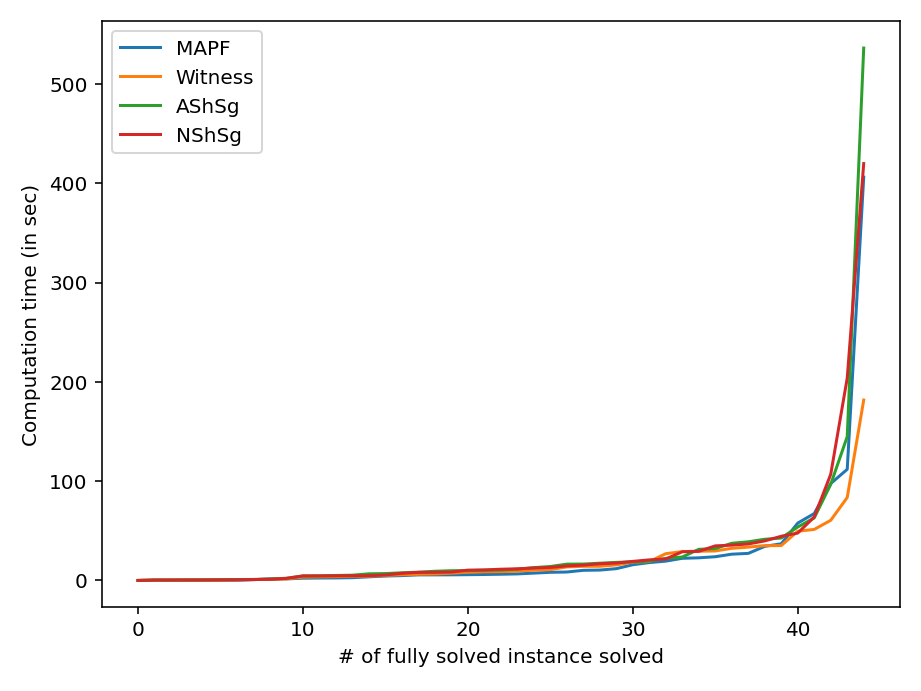 MAPF
Witness
AShSg
NShSg
500
400
300
200
100
0
Computation time (in sec)
0 10 20 30 40
# of fully solved instance solved